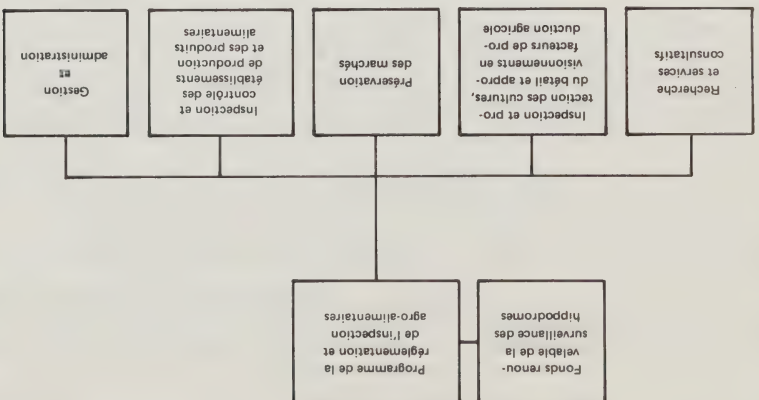 Fonds renou-
velable de la
surveillance des
hippodromes
Programme de la
réglementation et
de l'inspection
agro-alimentaires
Recherche
et services
consultatifs
Inspection et pro-
tection des cultures,
du bétail et appro-
visionnements en
facteurs de pro-
duction agricole
Préservation
des marchés
Inspection et
contrôle des
établissements
de production
et des produits
alimentaires
Gestion
et
administration